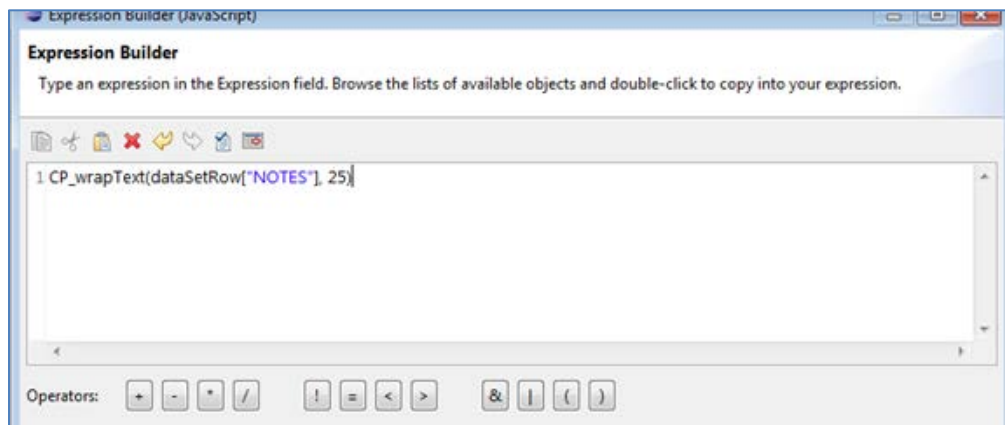 Expression Builder (JavaScript)
Expression Builder
Type an expression in the Expression field. Browse the lists of available objects and double-click to copy into your expression.
1 CP_wrapText(dataSetRow["NOTES"], 25)
Operators: + - * / ! = < > & | ( )